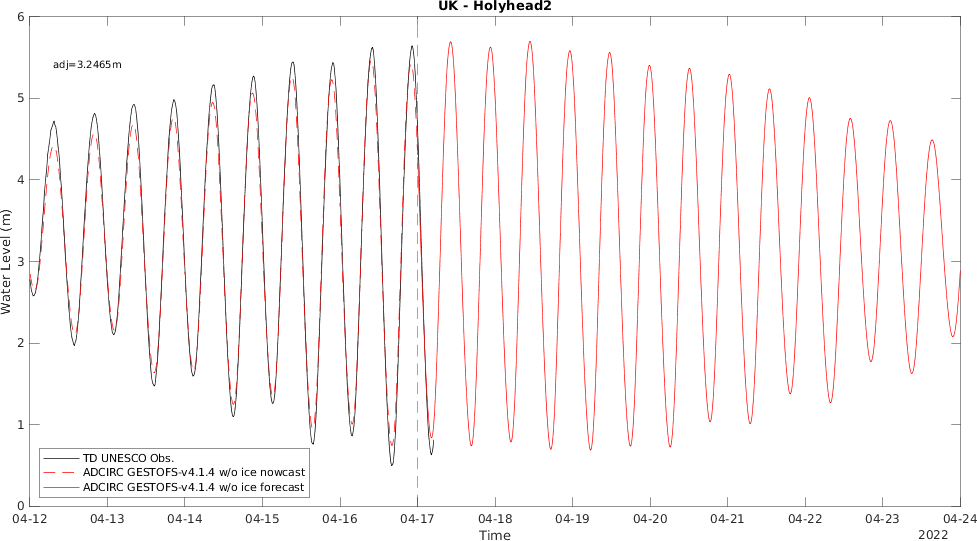 UK - Holyhead2
adj=3.2465m
Water Level (m)
6
5
4
3
2
1
0
TD UNESCO Obs.
ADCIRC GESTOFS-v4.1.4 w/o ice nowcast
ADCIRC GESTOFS-v4.1.4 w/o ice forecast
04-12 04-13 04-14 04-15 04-16 04-17 04-18 04-19 04-20 04-21 04-22 04-23 04-24
Time
2022